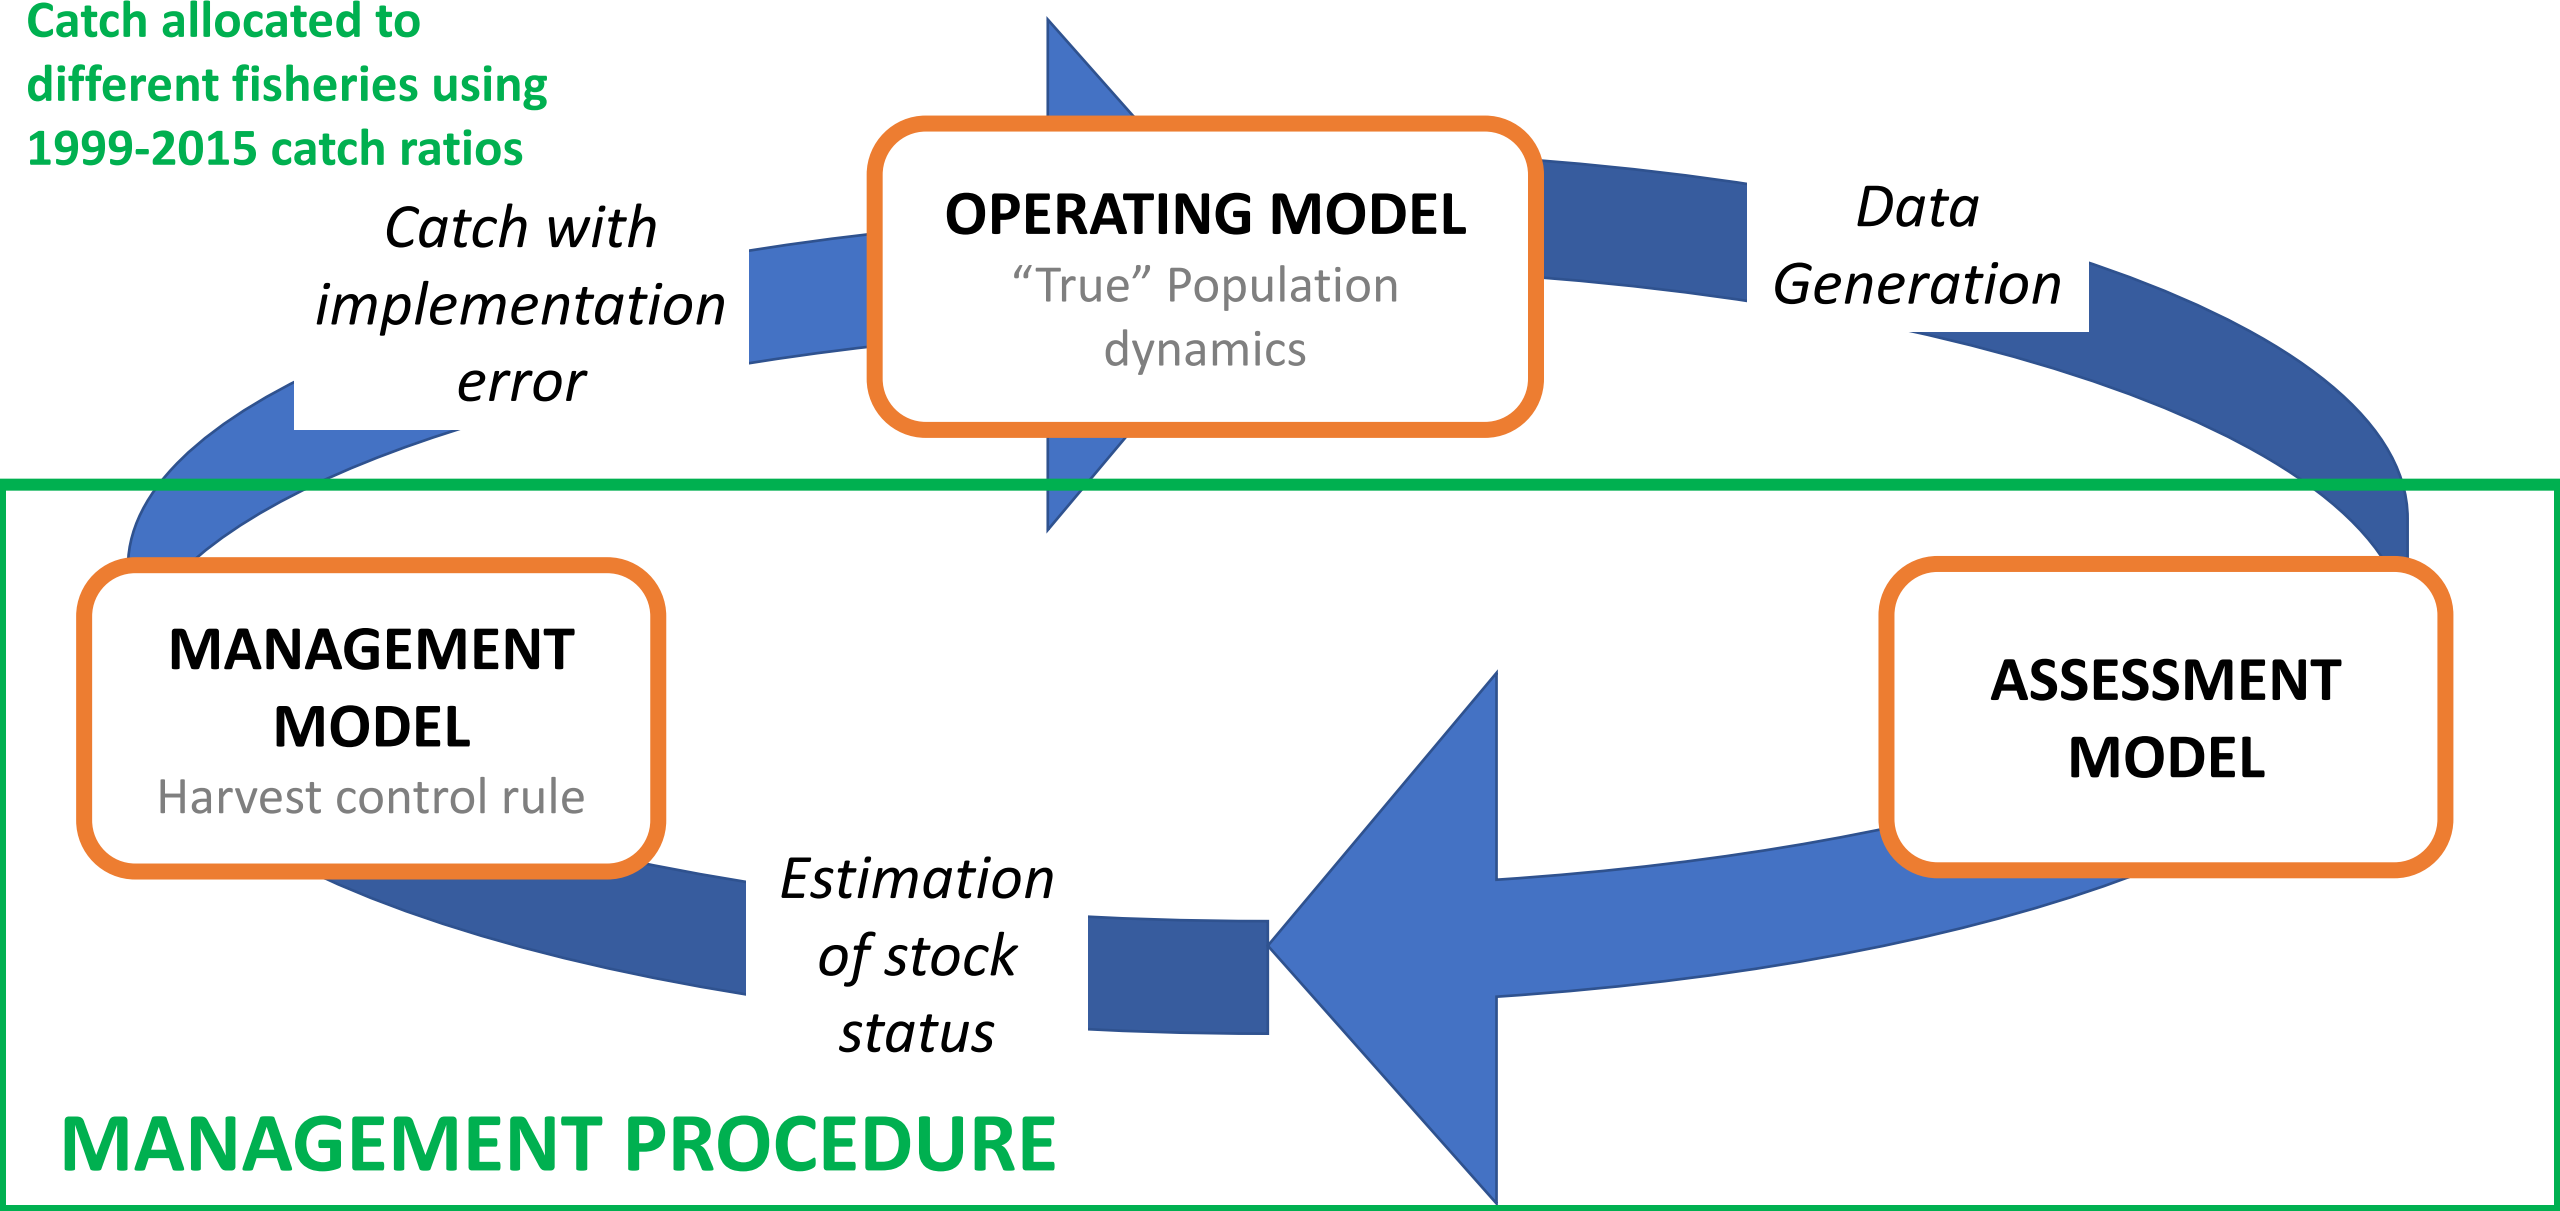 Catch allocated to
different fisheries using
1999-2015 catch ratios
Catch with
implementation
error
OPERATING MODEL
“True” Population
dynamics
Data
Generation
MANAGEMENT
MODEL
Harvest control rule
ASSESSMENT
MODEL
Estimation
of stock
status
MANAGEMENT PROCEDURE